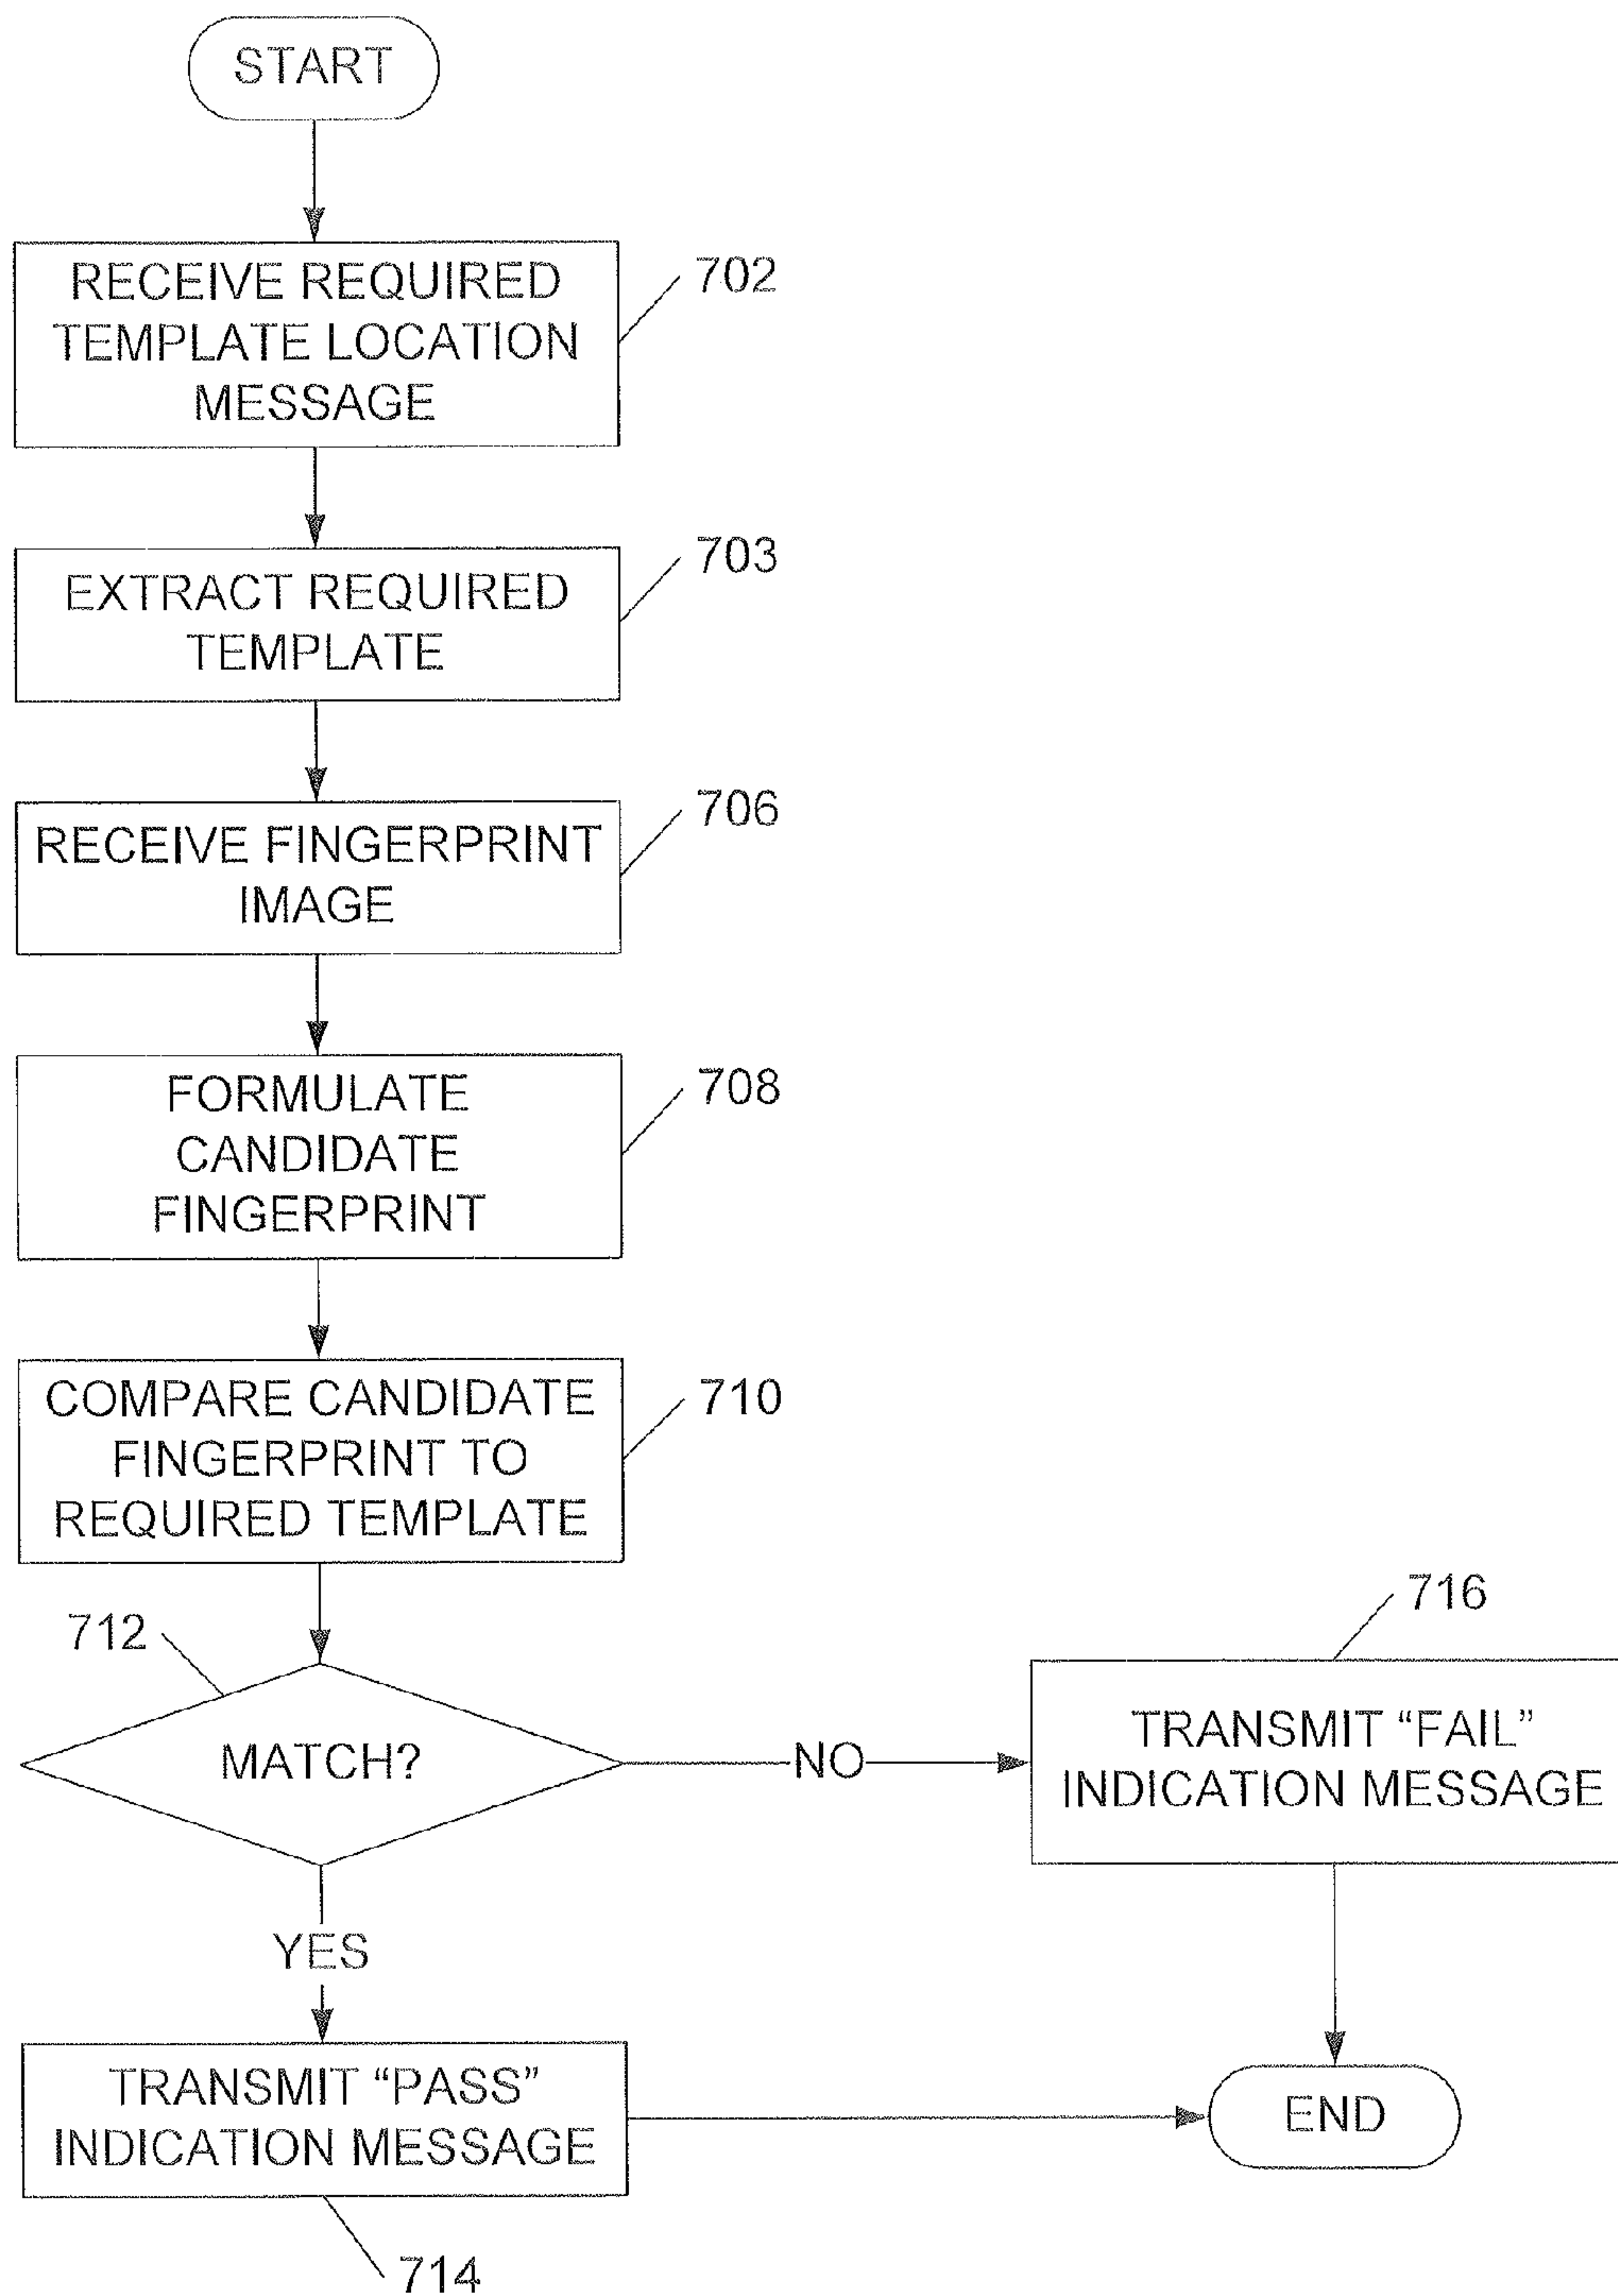 START
RECEIVE REQUIRED
TEMPLATE LOCATION
MESSAGE
702
EXTRACT REQUIRED
TEMPLATE
703
RECEIVE FINGERPRINT
IMAGE
706
FORMULATE
CANDIDATE
FINGERPRINT
708
COMPARE CANDIDATE
FINGERPRINT TO
REQUIRED TEMPLATE
710
712
MATCH?
NO
716
TRANSMIT “FAIL”
INDICATION MESSAGE
YES
TRANSMIT “PASS”
INDICATION MESSAGE
714
END